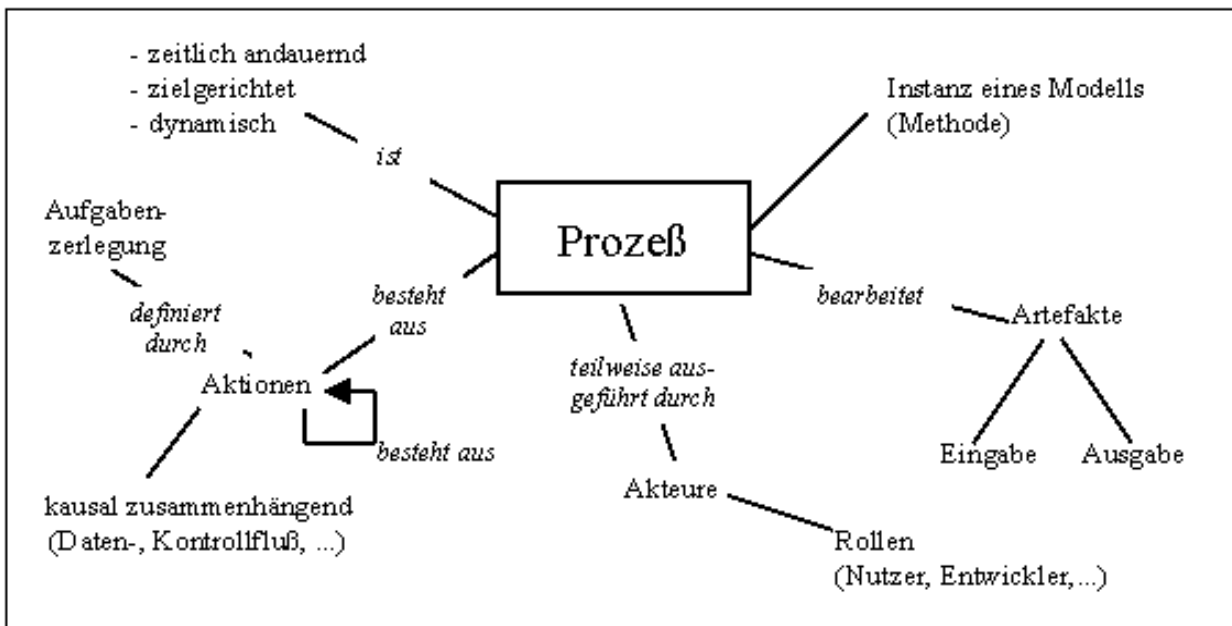 - zeitlich andauernd
- zielgerichtet
- dynamisch
ist
Instanz eines Modells
(Methode)
Prozeß
Aufgaben-
zerlegung
definiert
durch
besteht
aus
bearbeitet
Artefakte
Aktionen
teilweise aus-
geführt durch
besteht aus
Eingabe
Ausgabe
Akteure
kausal zusammenhängend
(Daten-, Kontrollfluß, ...)
Rollen
(Nutzer, Entwickler,...)